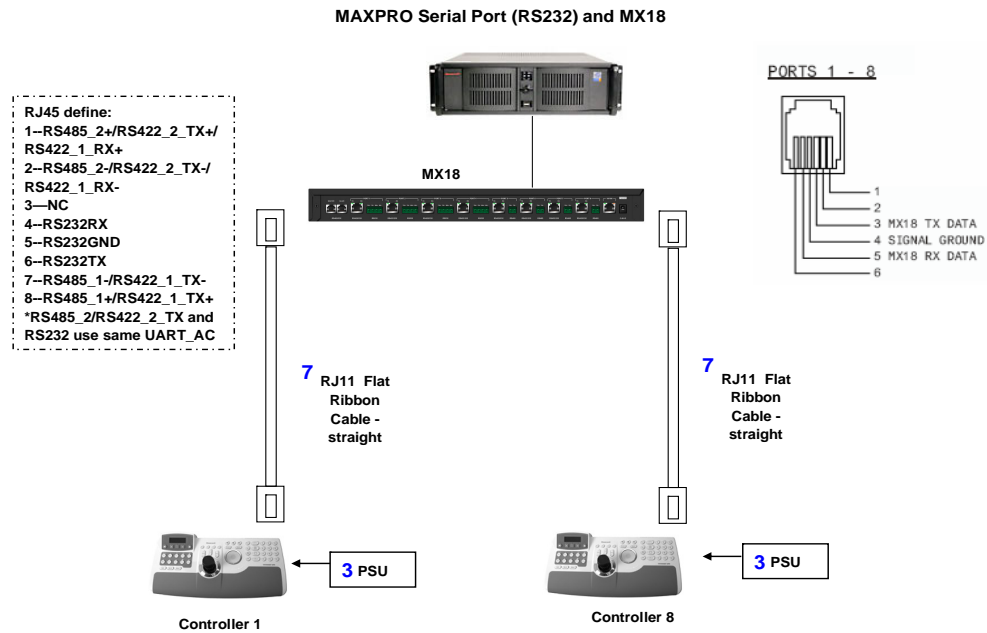 MAXPRO Serial Port (RS232) and MX18
PORTS 1 - 8
RJ45 define:
1--RS485_2+/RS422_2_TX+/
RS422_1_RX+
2--RS485_2-/RS422_2_TX-/
RS422_1_RX-
3—NC
4--RS232RX
5--RS232GND
6--RS232TX
7--RS485_1-/RS422_1_TX-
8--RS485_1+/RS422_1_TX+
*RS485_2/RS422_2_TX and
RS232 use same UART_AC
MX18
1
2
3 MX18 TX DATA
4 SIGNAL GROUND
5 MX18 RX DATA
6
7 RJ11 Flat
Ribbon
Cable -
straight
7 RJ11 Flat
Ribbon
Cable -
straight
3 PSU
3 PSU
Controller 1
Controller 8